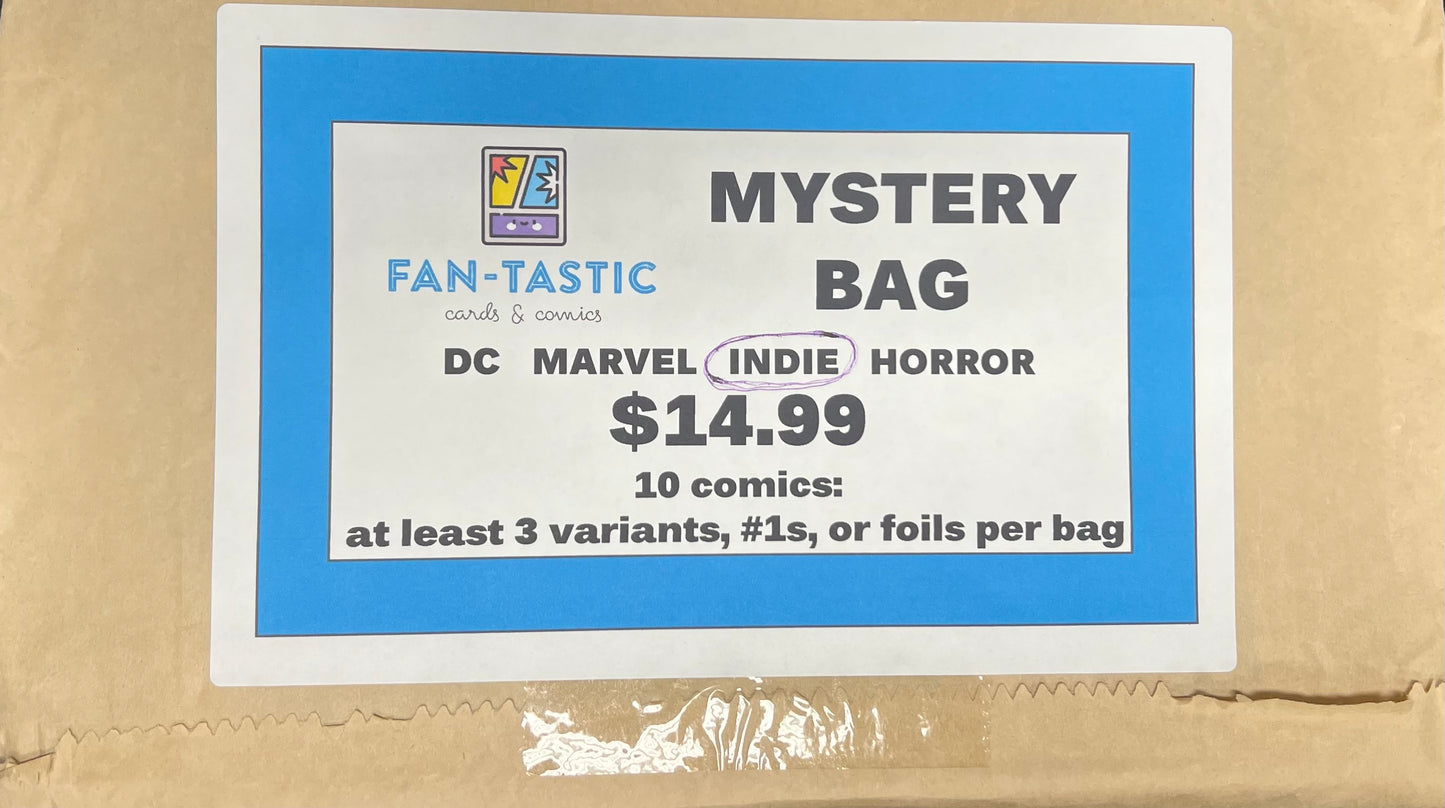 FAN-TASTIC
cards & comics
MYSTERY
BAG
DC MARVEL INDIE HORROR
$14.99
10 comics:
at least 3 variants, #1s, or foils per bag